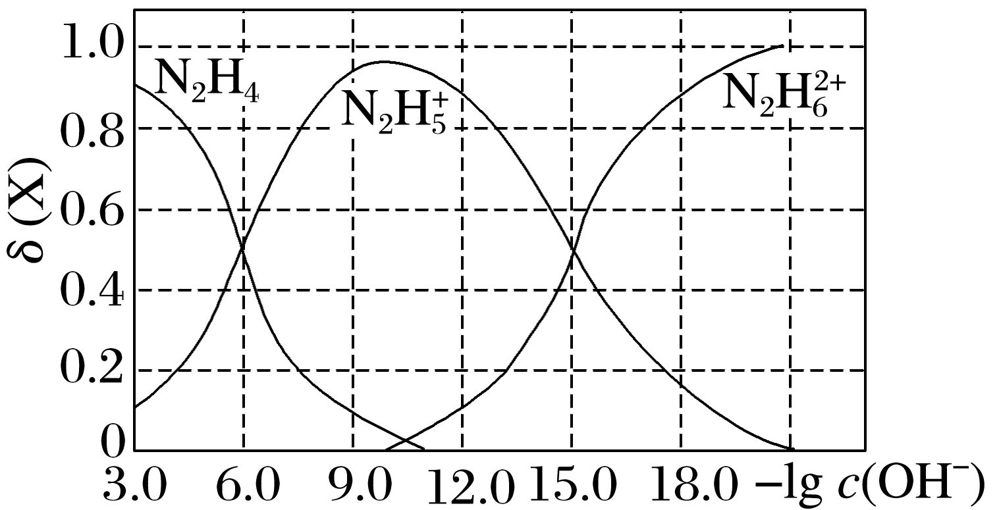 1.0
0.8
0.6
0.4
0.2
0
δ (X)
N₂H₄
N₂H₅⁺
N₂H₆²⁺
3.0 6.0 9.0 12.0 15.0 18.0 −lg c(OH⁻)